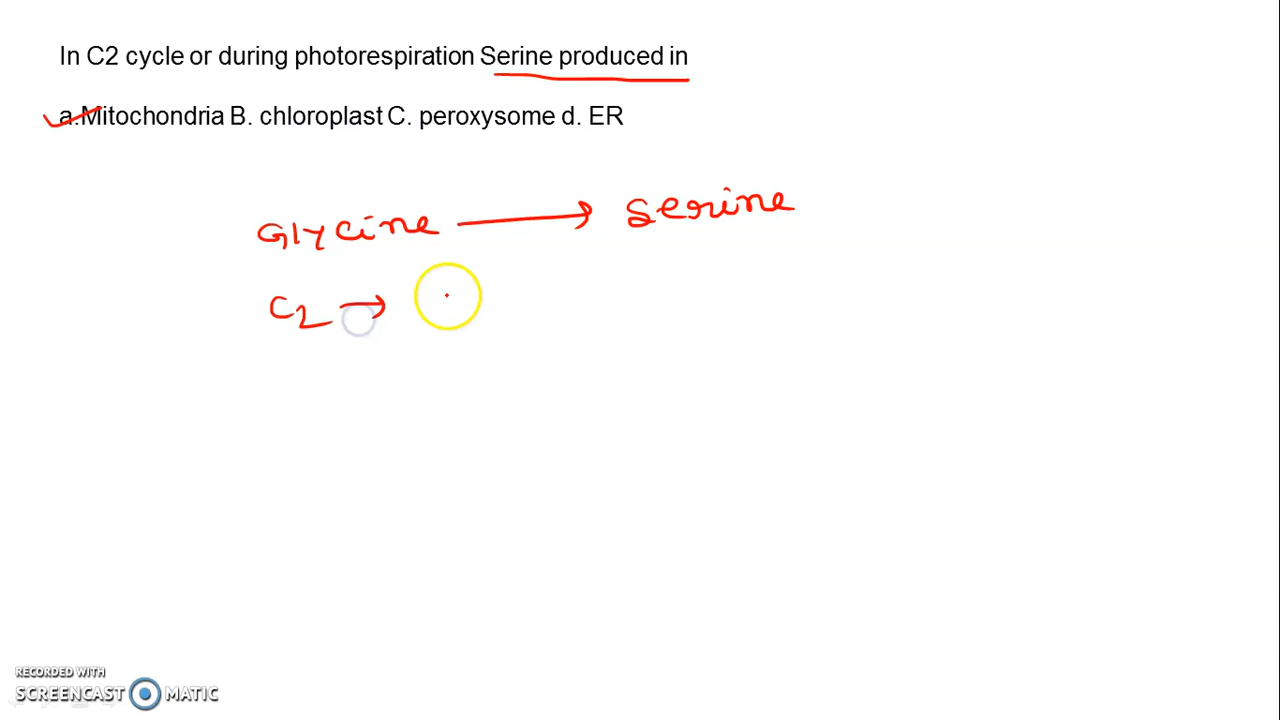 In C2 cycle or during photorespiration Serine produced in
a.Mitochondria B. chloroplast C. peroxysome d. ER
Glycine → Serine
C2 →
RECORDED WITH
SCREENCAST MATIC